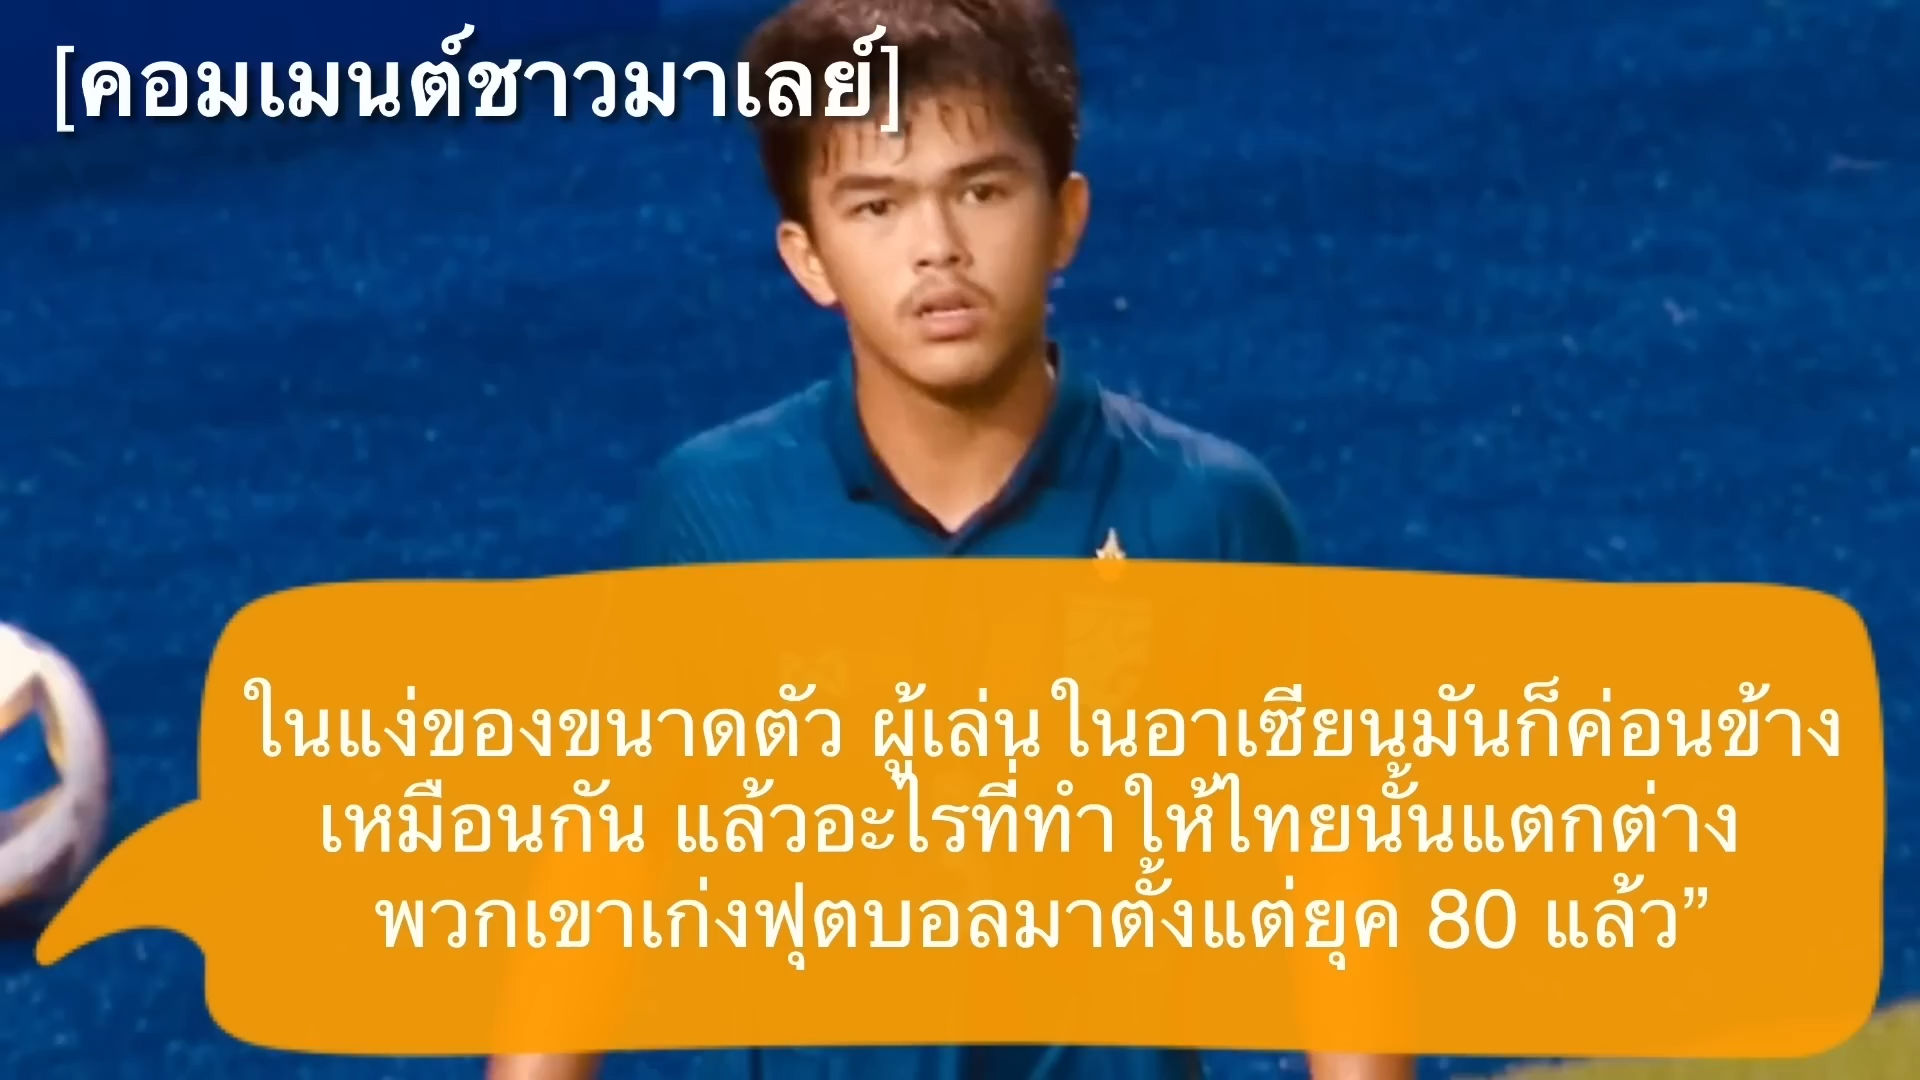 [คอมเมนต์ชาวมาเลย์]
ในแง่ของขนาดตัว ผู้เล่นในอาเซียนมันก็ค่อนข้าง
เหมือนกัน แล้วอะไรที่ทำให้ไทยนั้นแตกต่าง
พวกเขาเก่งฟุตบอลมาตั้งแต่ยุค 80 แล้ว”